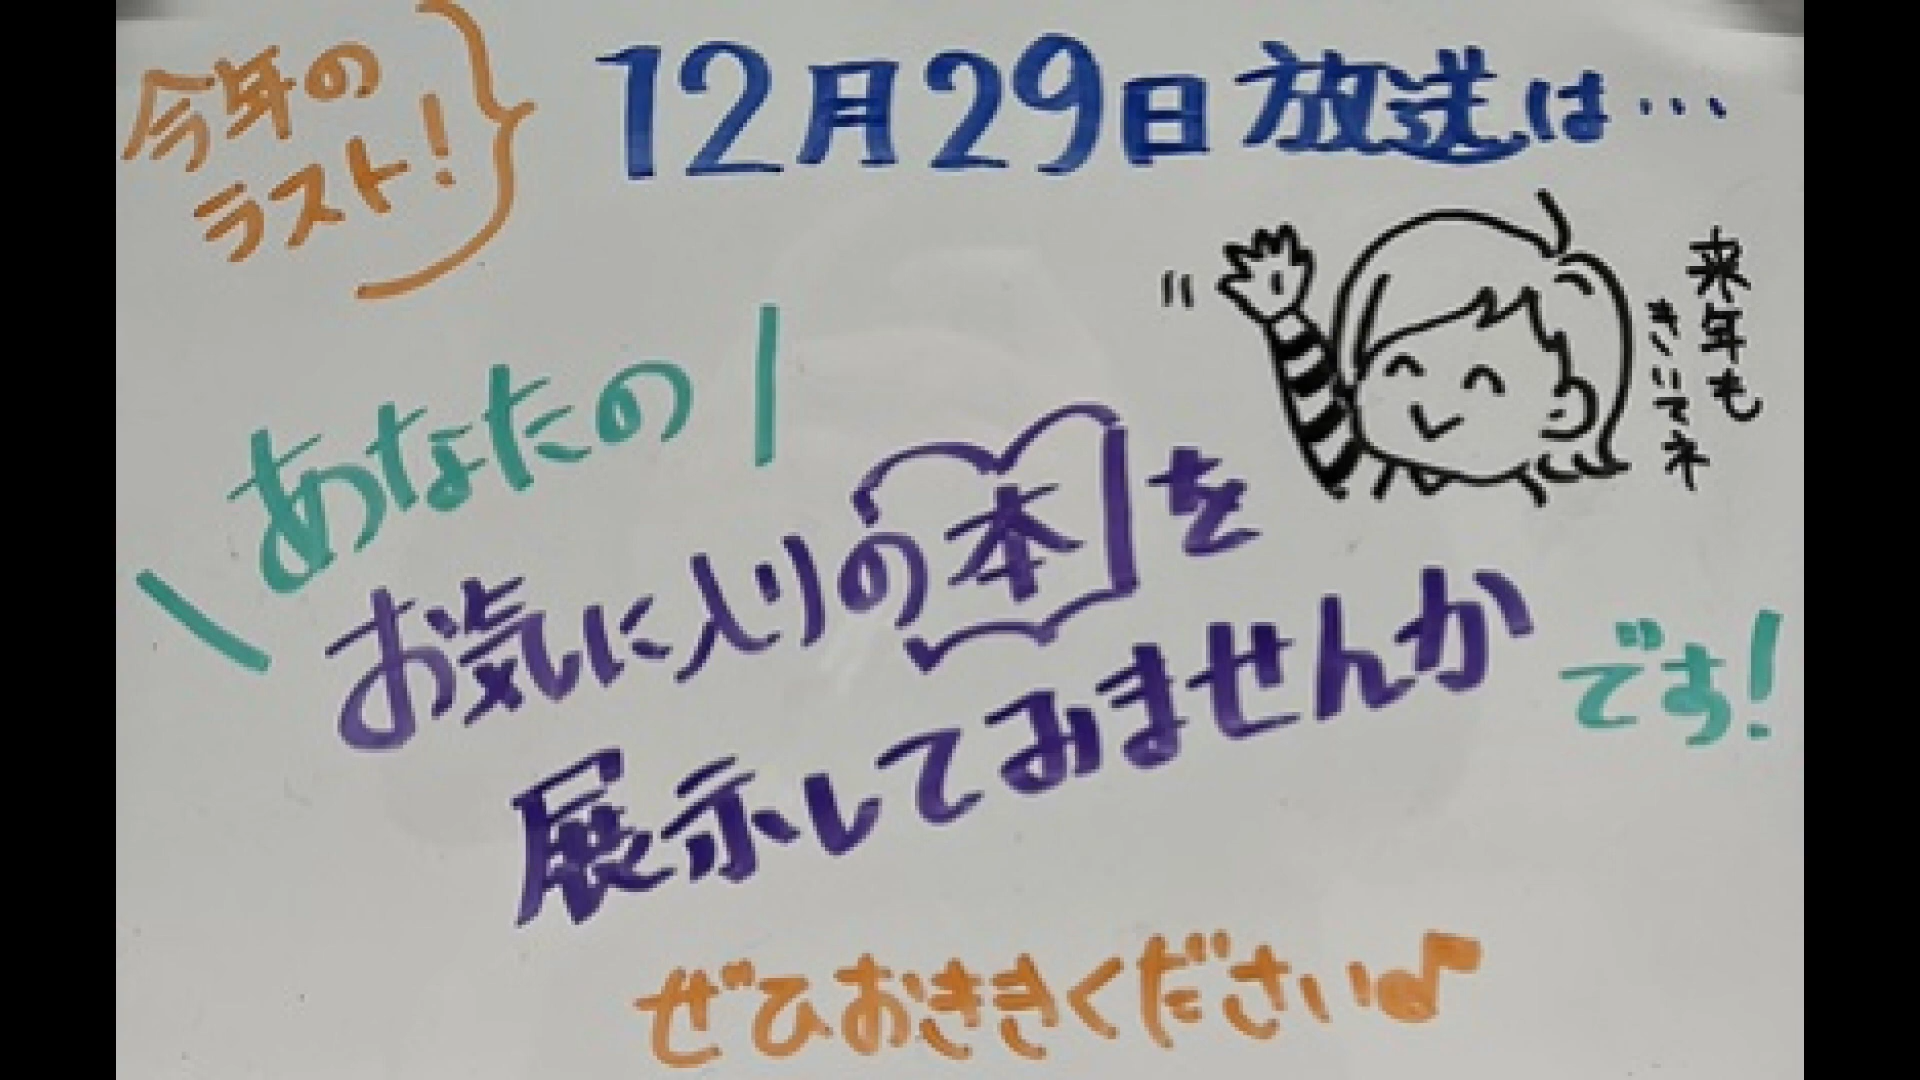 今年の
ラスト!
12月29日放送は…
来年も
きいてネ
あなたの
お気に入りの本を
展示してみませんか
です!
ぜひおききください♪